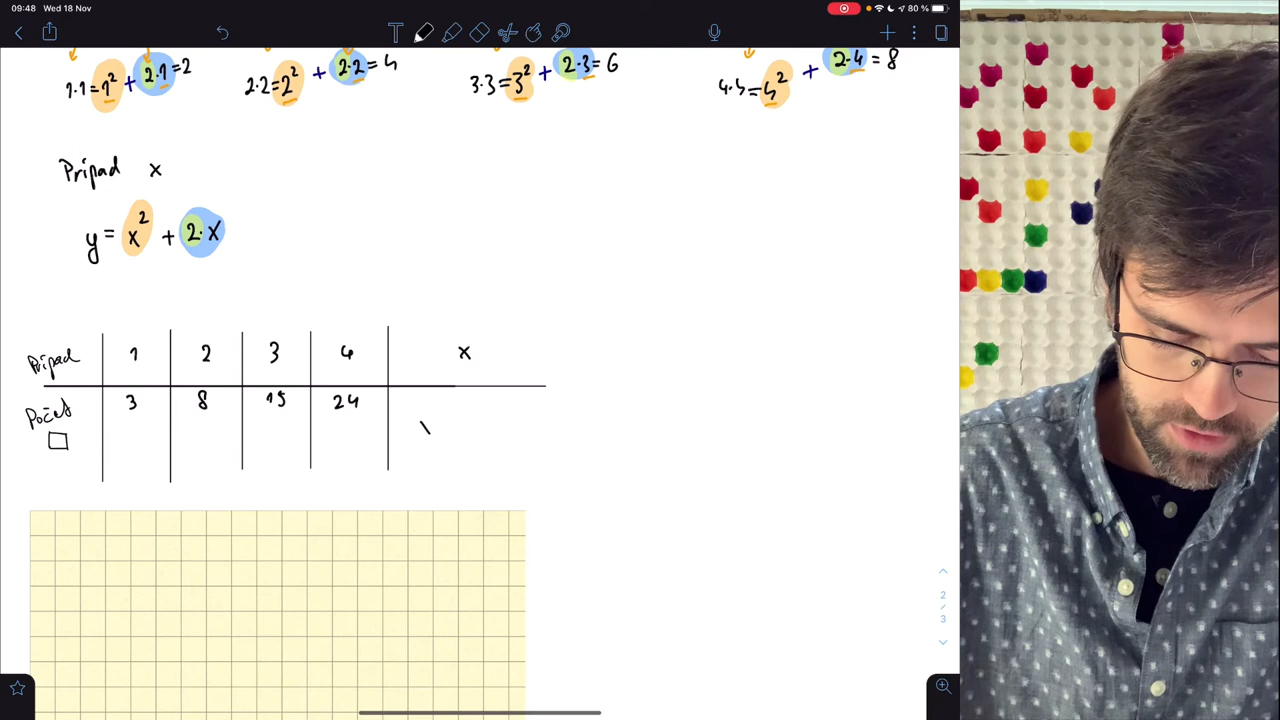 09:48 Wed 18 Nov 80 %
1·1=1² + 2·1=2 2·2=2² + 2·2=4 3·3=3² + 2·3=6 4·4=4² + 2·4=8
Prípad x
y = x² + 2·x
Prípad 1 2 3 4 x
Počet 3 8 15 24
2
/
3